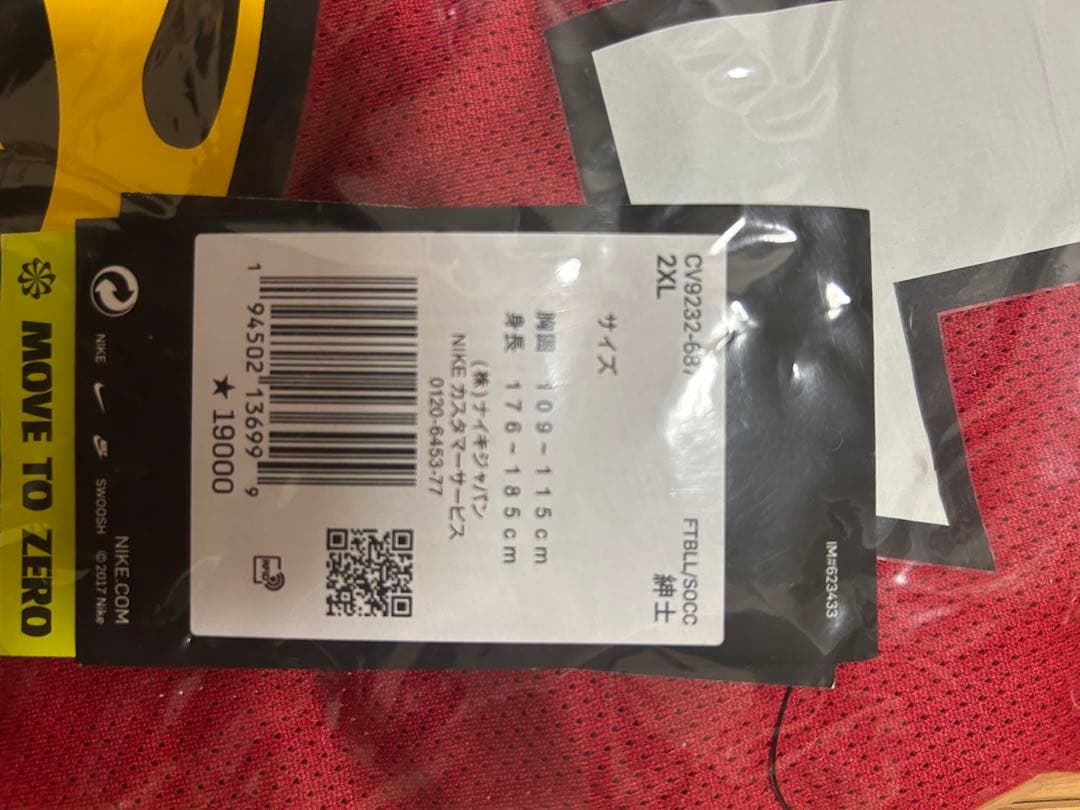 CV9232-687
FTBLL/SOCC
2XL
紳士
サイズ
胸囲 109~115cm
身長 176~185cm
(株)ナイキジャパン
NIKE カスタマーサービス
0120-6453-77
1 94502 13699 9
★ 19000
RFID
IM#623433
NIKE
SWOOSH
NIKE.COM
© 2017 Nike
MOVE TO ZERO